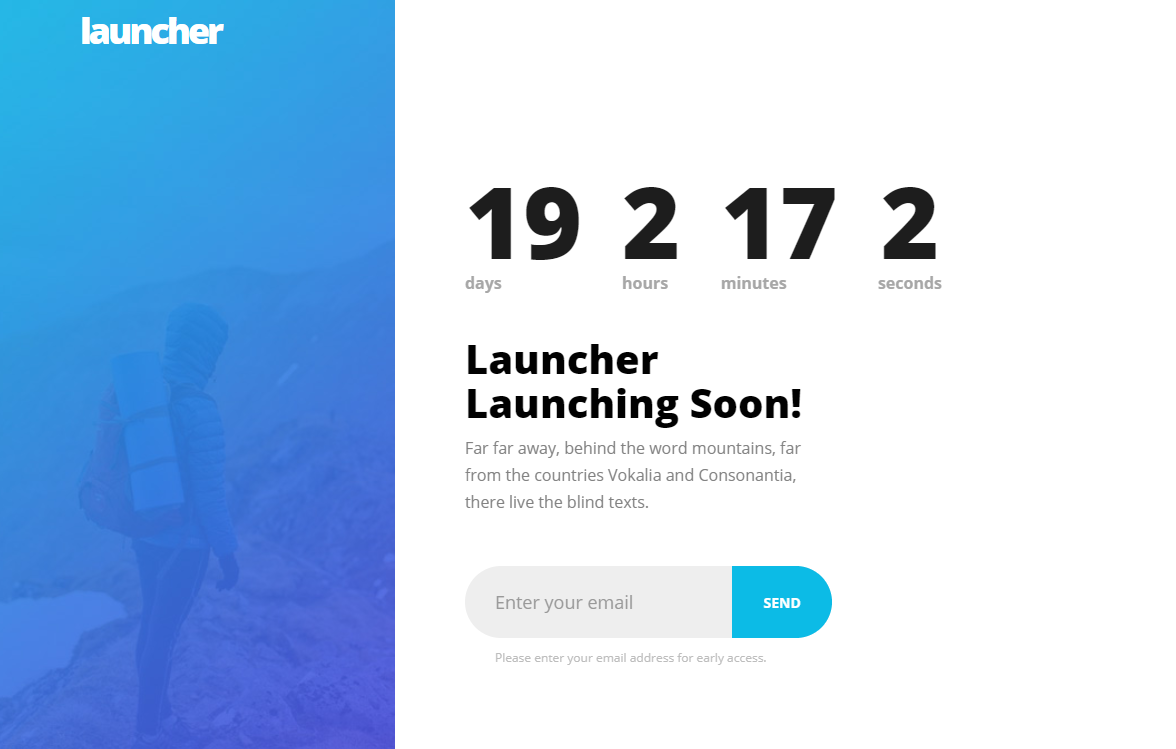 launcher
19 2 17 2
days hours minutes seconds
Launcher
Launching Soon!
Far far away, behind the word mountains, far
from the countries Vokalia and Consonantia,
there live the blind texts.
Enter your email SEND
Please enter your email address for early access.